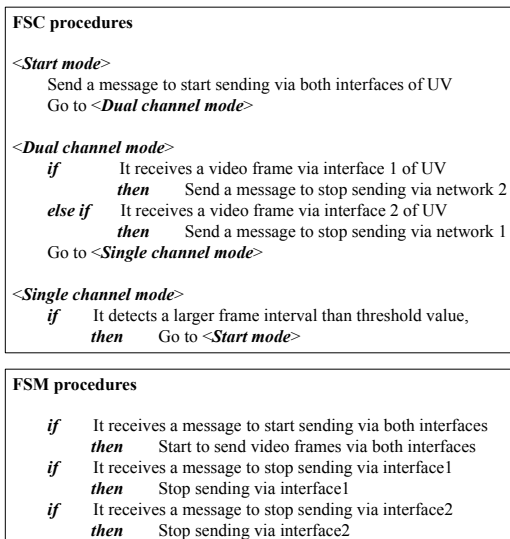 FSC procedures
<Start mode>
Send a message to start sending via both interfaces of UV
Go to <Dual channel mode>
<Dual channel mode>
if It receives a video frame via interface 1 of UV
then Send a message to stop sending via network 2
else if It receives a video frame via interface 2 of UV
then Send a message to stop sending via network 1
Go to <Single channel mode>
<Single channel mode>
if It detects a larger frame interval than threshold value,
then Go to <Start mode>
FSM procedures
if It receives a message to start sending via both interfaces
then Start to send video frames via both interfaces
if It receives a message to stop sending via interface1
then Stop sending via interface1
if It receives a message to stop sending via interface2
then Stop sending via interface2